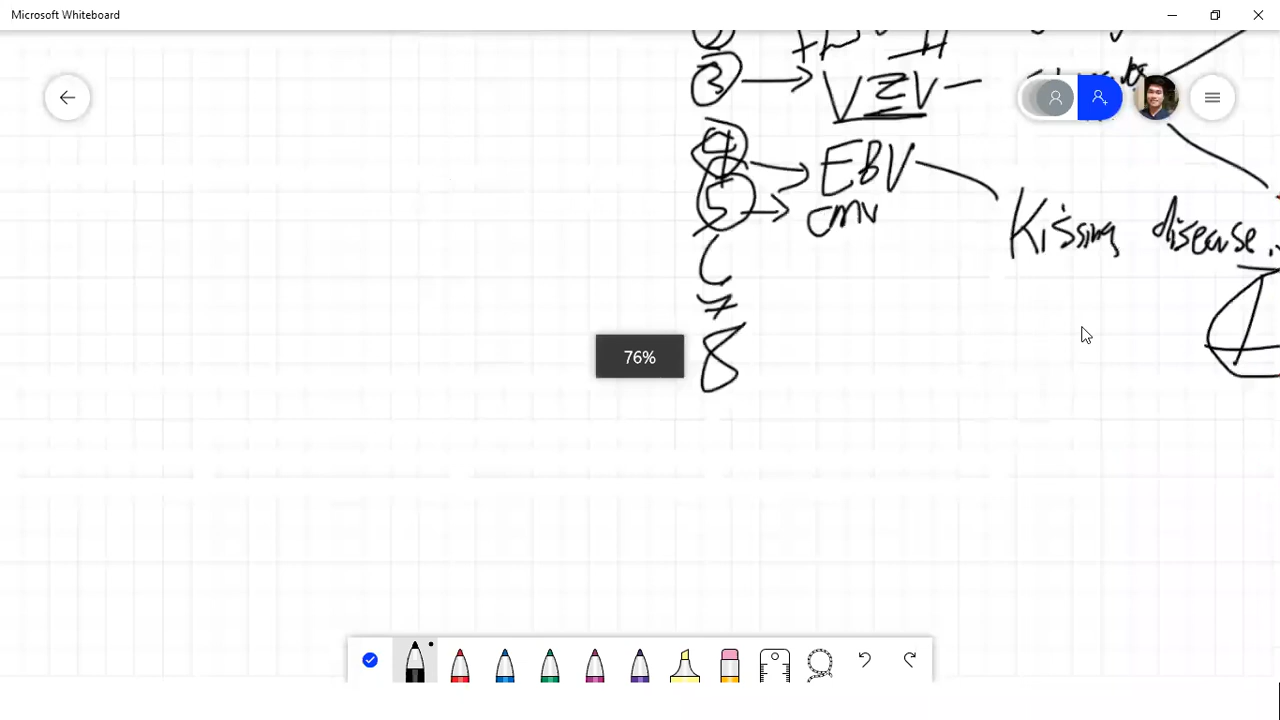 Microsoft Whiteboard
3 → VZV
4 → EBV
5 → CMV
Kissing disease.
6
7
8
76%